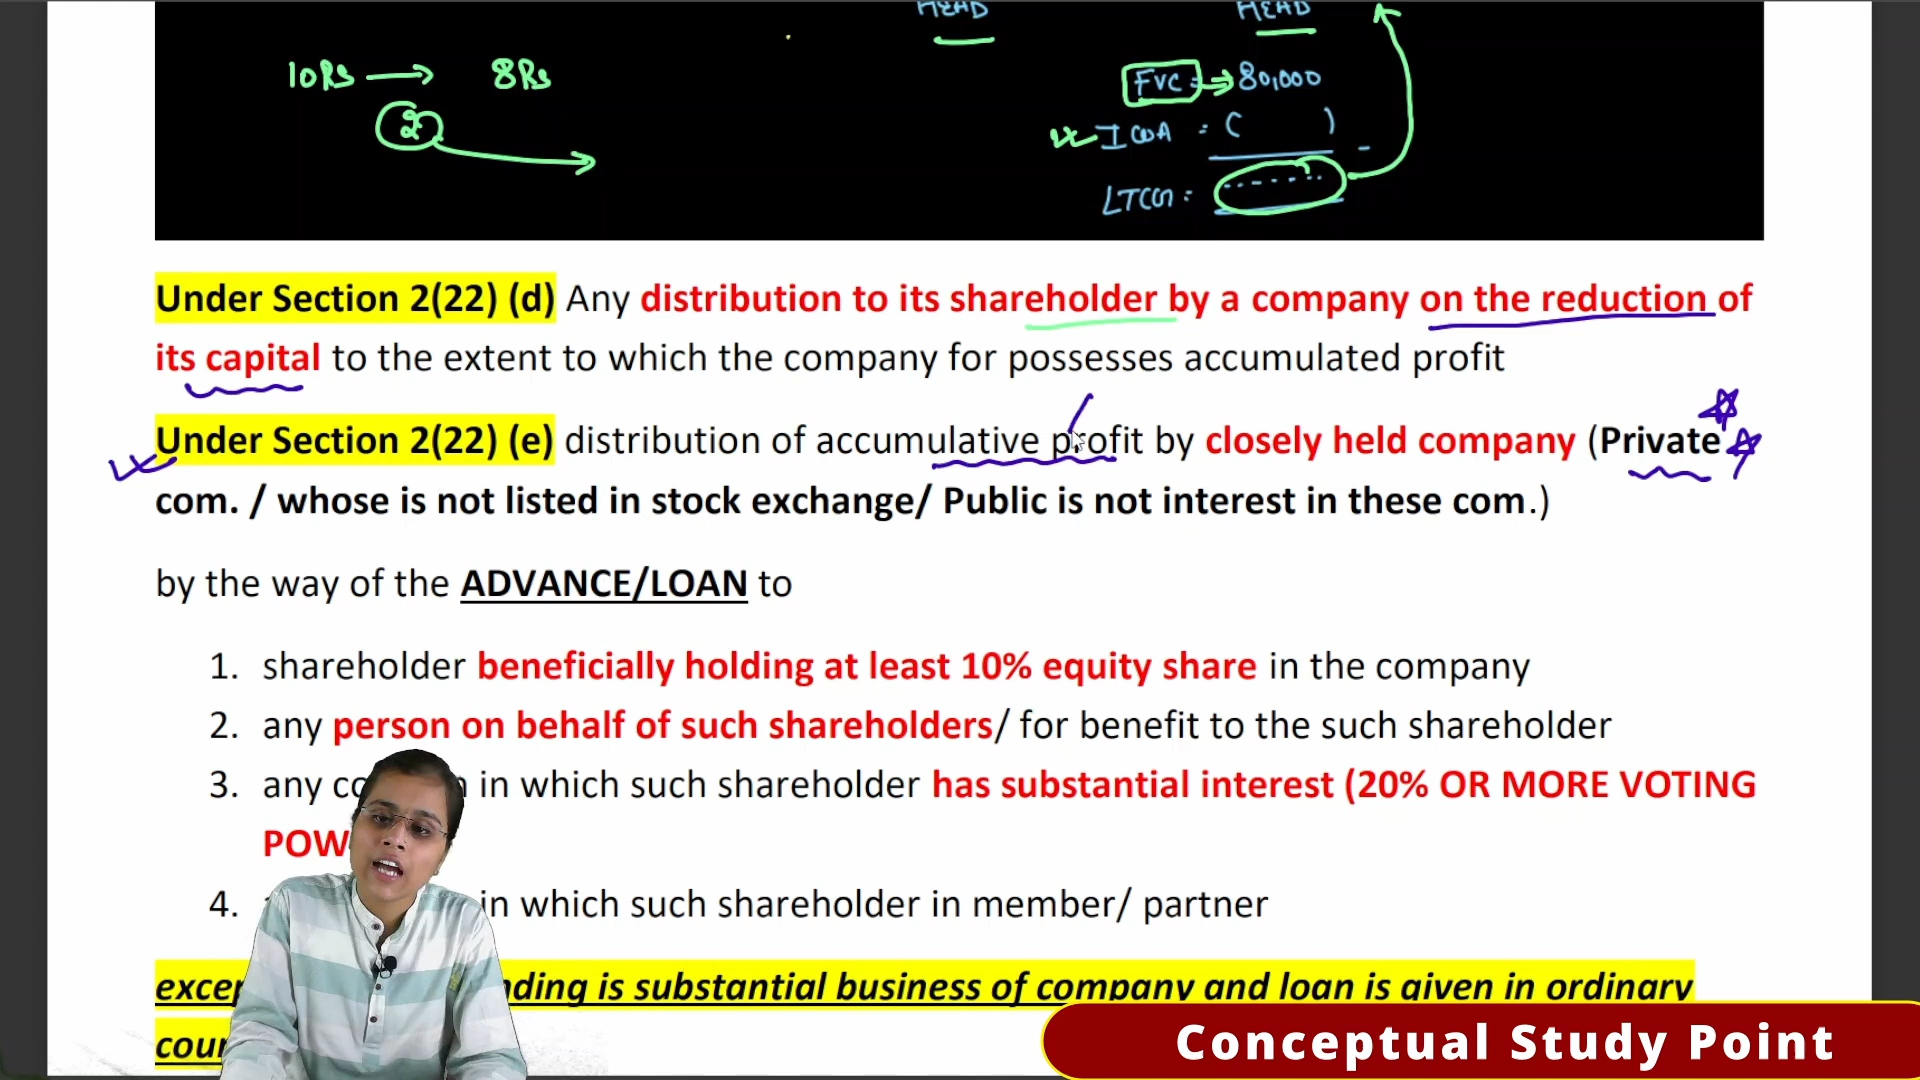 HEAD HEAD
10Rs → 8Rs
FVC = → 80,000
2
ICOA = ( ) -
LTCG =
Under Section 2(22) (d) Any distribution to its shareholder by a company on the reduction of
its capital to the extent to which the company for possesses accumulated profit
Under Section 2(22) (e) distribution of accumulative profit by closely held company (Private
com. / whose is not listed in stock exchange/ Public is not interest in these com.)
by the way of the ADVANCE/LOAN to
1. shareholder beneficially holding at least 10% equity share in the company
2. any person on behalf of such shareholders/ for benefit to the such shareholder
3. any in which such shareholder has substantial interest (20% OR MORE VOTING
4. in which such shareholder in member/ partner
is substantial business of company and loan is given in ordinary
Conceptual Study Point